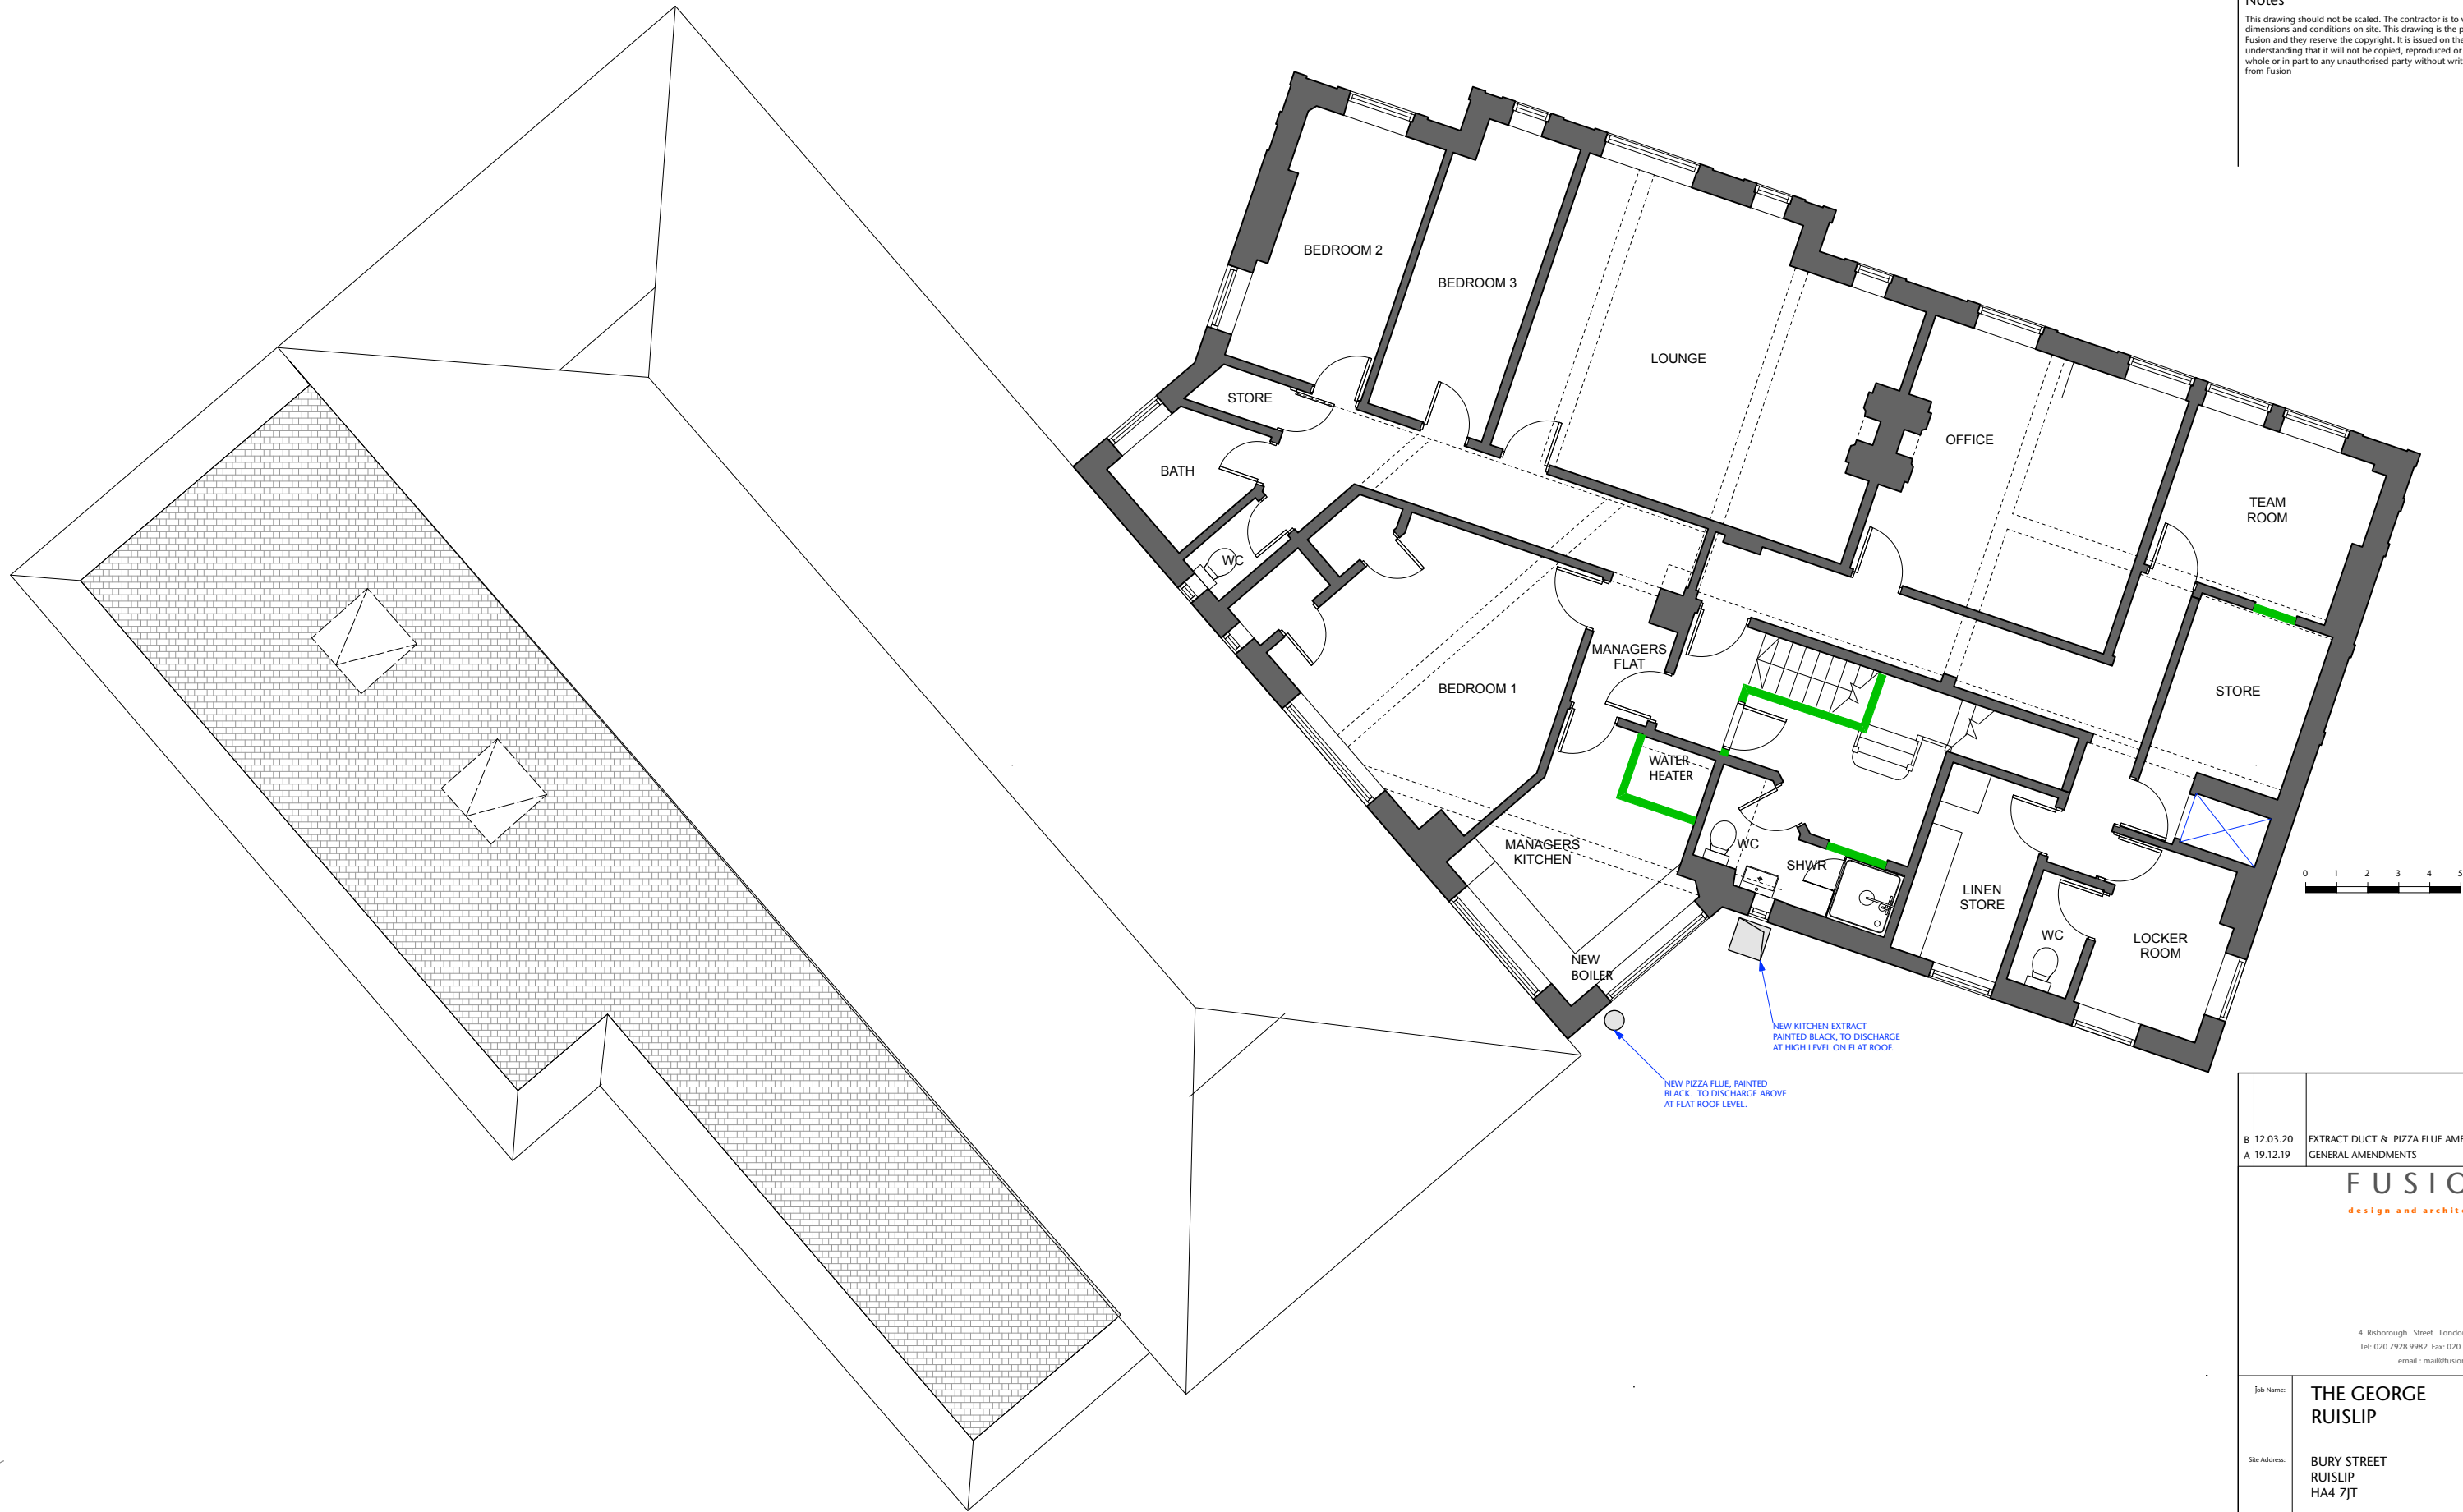 Notes
This drawing should not be scaled. The contractor is to
dimensions and conditions on site. This drawing is the
Fusion and they reserve the copyright. It is issued on the
understanding that it will not be copied, reproduced or
whole or in part to any unauthorised party without
from Fusion
BEDROOM 2
BEDROOM 3
LOUNGE
STORE
OFFICE
BATH
TEAM
ROOM
WC
MANAGERS
FLAT
BEDROOM 1
STORE
WATER
HEATER
MANAGERS
KITCHEN
WC
SHWR
LINEN
STORE
0 1 2 3 4 5
WC
LOCKER
ROOM
NEW
BOILER
NEW KITCHEN EXTRACT
PAINTED BLACK, TO DISCHARGE
AT HIGH LEVEL ON FLAT ROOF.
NEW PIZZA FLUE, PAINTED
BLACK. TO DISCHARGE ABOVE
AT FLAT ROOF LEVEL.
B 12.03.20 EXTRACT DUCT & PIZZA FLUE
A 19.12.19 GENERAL AMENDMENTS
FUSIO
design and archit
4 Risborough Street
Tel: 020 7928 9982 Fax: 020
email : mail@fusion
Job Name:
THE GEORGE
RUISLIP
Site Address:
BURY STREET
RUISLIP
HA4 7JT